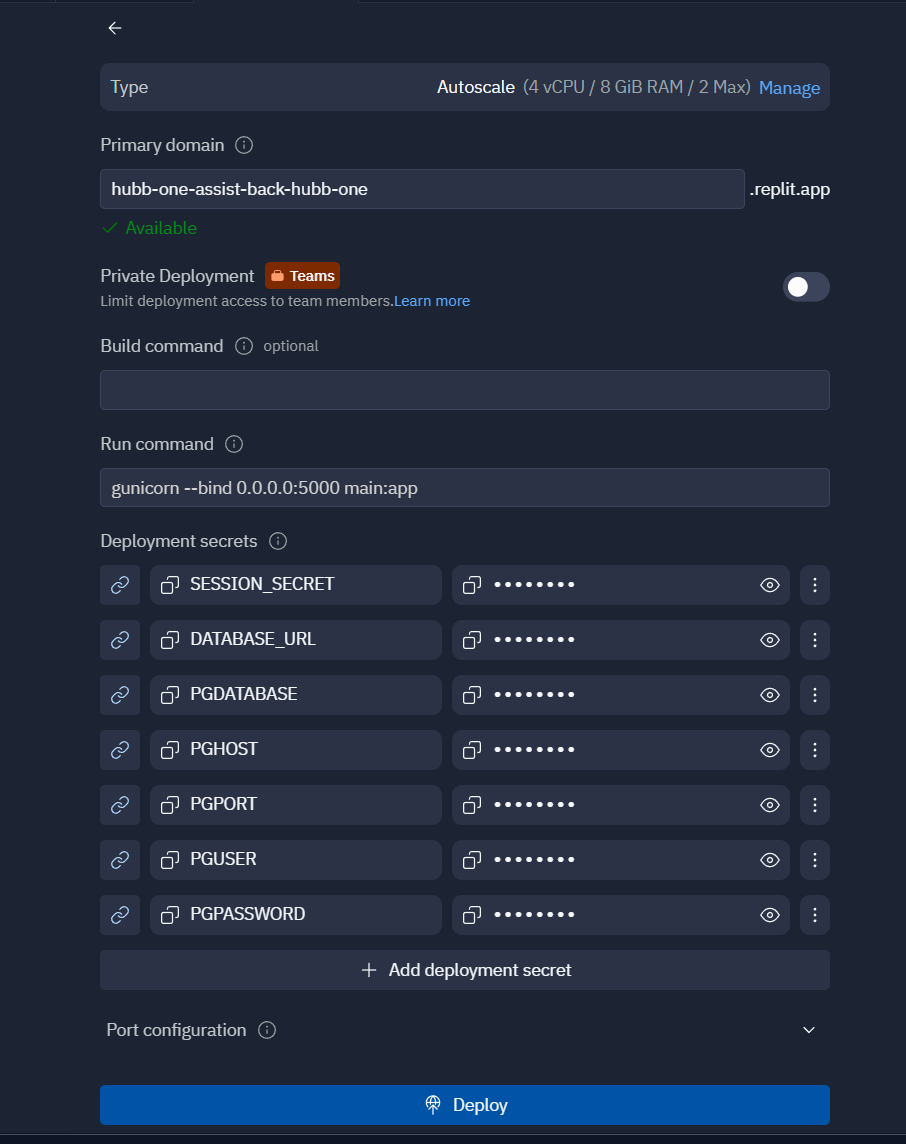 Type Autoscale (4 vCPU / 8 GiB RAM / 2 Max) Manage
Primary domain
hubb-one-assist-back-hubb-one .replit.app
Available
Private Deployment Teams
Limit deployment access to team members.Learn more
Build command optional
Run command
gunicorn --bind 0.0.0.0:5000 main:app
Deployment secrets
SESSION_SECRET ••••••••
DATABASE_URL ••••••••
PGDATABASE ••••••••
PGHOST ••••••••
PGPORT ••••••••
PGUSER ••••••••
PGPASSWORD ••••••••
+ Add deployment secret
Port configuration
Deploy